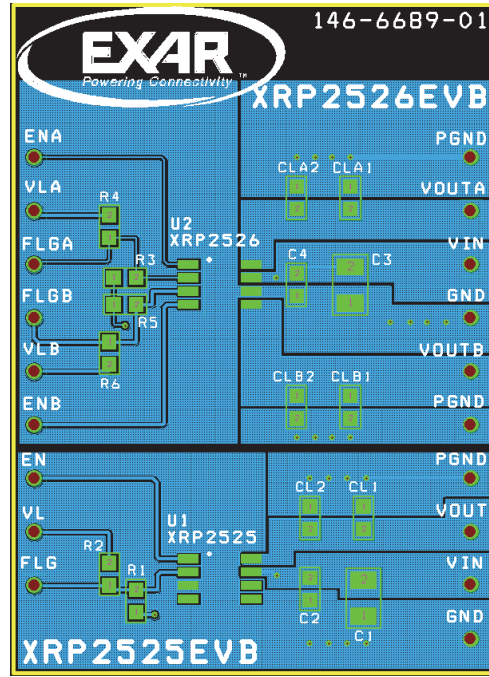 146-6689-01
EXAR
Powering Connectivity ™
XRP2526EVB
ENA
PGND
CLA2 CLA1
VLA
R4
VOUTA
U2
XRP2526
FLGA
VIN
R3
C4
C3
FLGB
GND
R5
VLB
VOUTB
R6
CLB2 CLB1
ENB
PGND
EN
PGND
CL2 CL1
VL
VOUT
U1
XRP2525
R2
FLG
R1
VIN
C2
C1
GND
XRP2525EVB